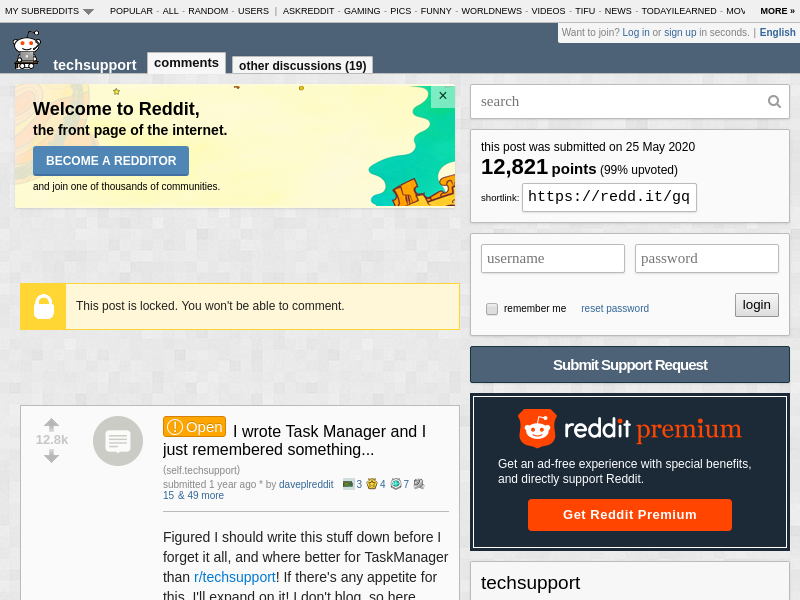 MY SUBREDDITS POPULAR - ALL - RANDOM - USERS | ASKREDDIT - GAMING - PICS - FUNNY - WORLDNEWS - VIDEOS - TIFU - NEWS - TODAYILEARNED - MOV MORE »
Want to join? Log in or sign up in seconds. | English
techsupport comments other discussions (19)
Welcome to Reddit,
the front page of the internet.
BECOME A REDDITOR
and join one of thousands of communities.
×
search
this post was submitted on 25 May 2020
12,821 points (99% upvoted)
shortlink: https://redd.it/gq
username password
remember me reset password login
This post is locked. You won't be able to comment.
Submit Support Request
reddit premium
Get an ad-free experience with special benefits,
and directly support Reddit.
Get Reddit Premium
techsupport
12.8k
Open I wrote Task Manager and I
just remembered something...
(self.techsupport)
submitted 1 year ago * by daveplreddit 3 4 7
15 & 49 more
Figured I should write this stuff down before I
forget it all, and where better for TaskManager
than r/techsupport! If there's any appetite for
this, I'll expand on it! I don't blog, so here